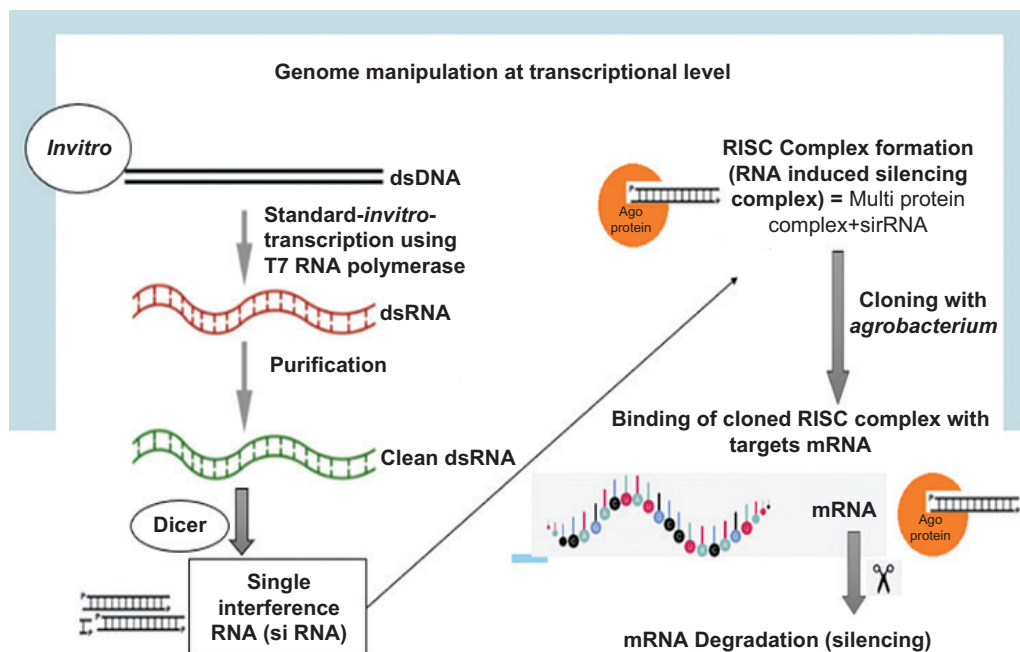 Genome manipulation at transcriptional level
Invitro
dsDNA
Standard-invitro-
transcription using
T7 RNA polymerase
dsRNA
Purification
Clean dsRNA
Dicer
Single
interference
RNA (si RNA)
P
P
P
P
P
RISC Complex formation
(RNA induced silencing
complex) = Multi protein
complex+sirRNA
P
P
Ago
protein
Cloning with
agrobacterium
Binding of cloned RISC complex with
targets mRNA
C A G U A C U A U G C U A C A G U A
mRNA
P
P
Ago
protein
mRNA Degradation (silencing)